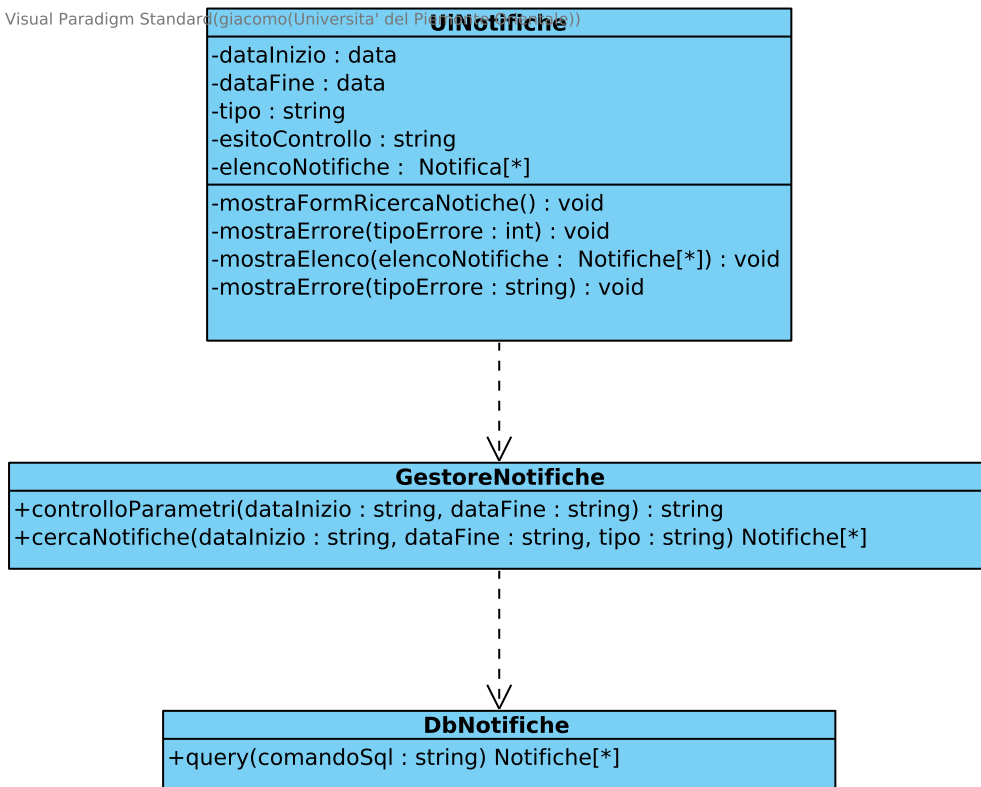 Visual Paradigm Standard(giacomo(Universita' del Piemonte Orientale))
UiNotifiche
-dataInizio : data
-dataFine : data
-tipo : string
-esitoControllo : string
-elencoNotifiche :  Notifica[*]
-mostraFormRicercaNotiche() : void
-mostraErrore(tipoErrore : int) : void
-mostraElenco(elencoNotifiche :  Notifiche[*]) : void
-mostraErrore(tipoErrore : string) : void
GestoreNotifiche
+controlloParametri(dataInizio : string, dataFine : string) : string
+cercaNotifiche(dataInizio : string, dataFine : string, tipo : string) Notifiche[*]
DbNotifiche
+query(comandoSql : string) Notifiche[*]